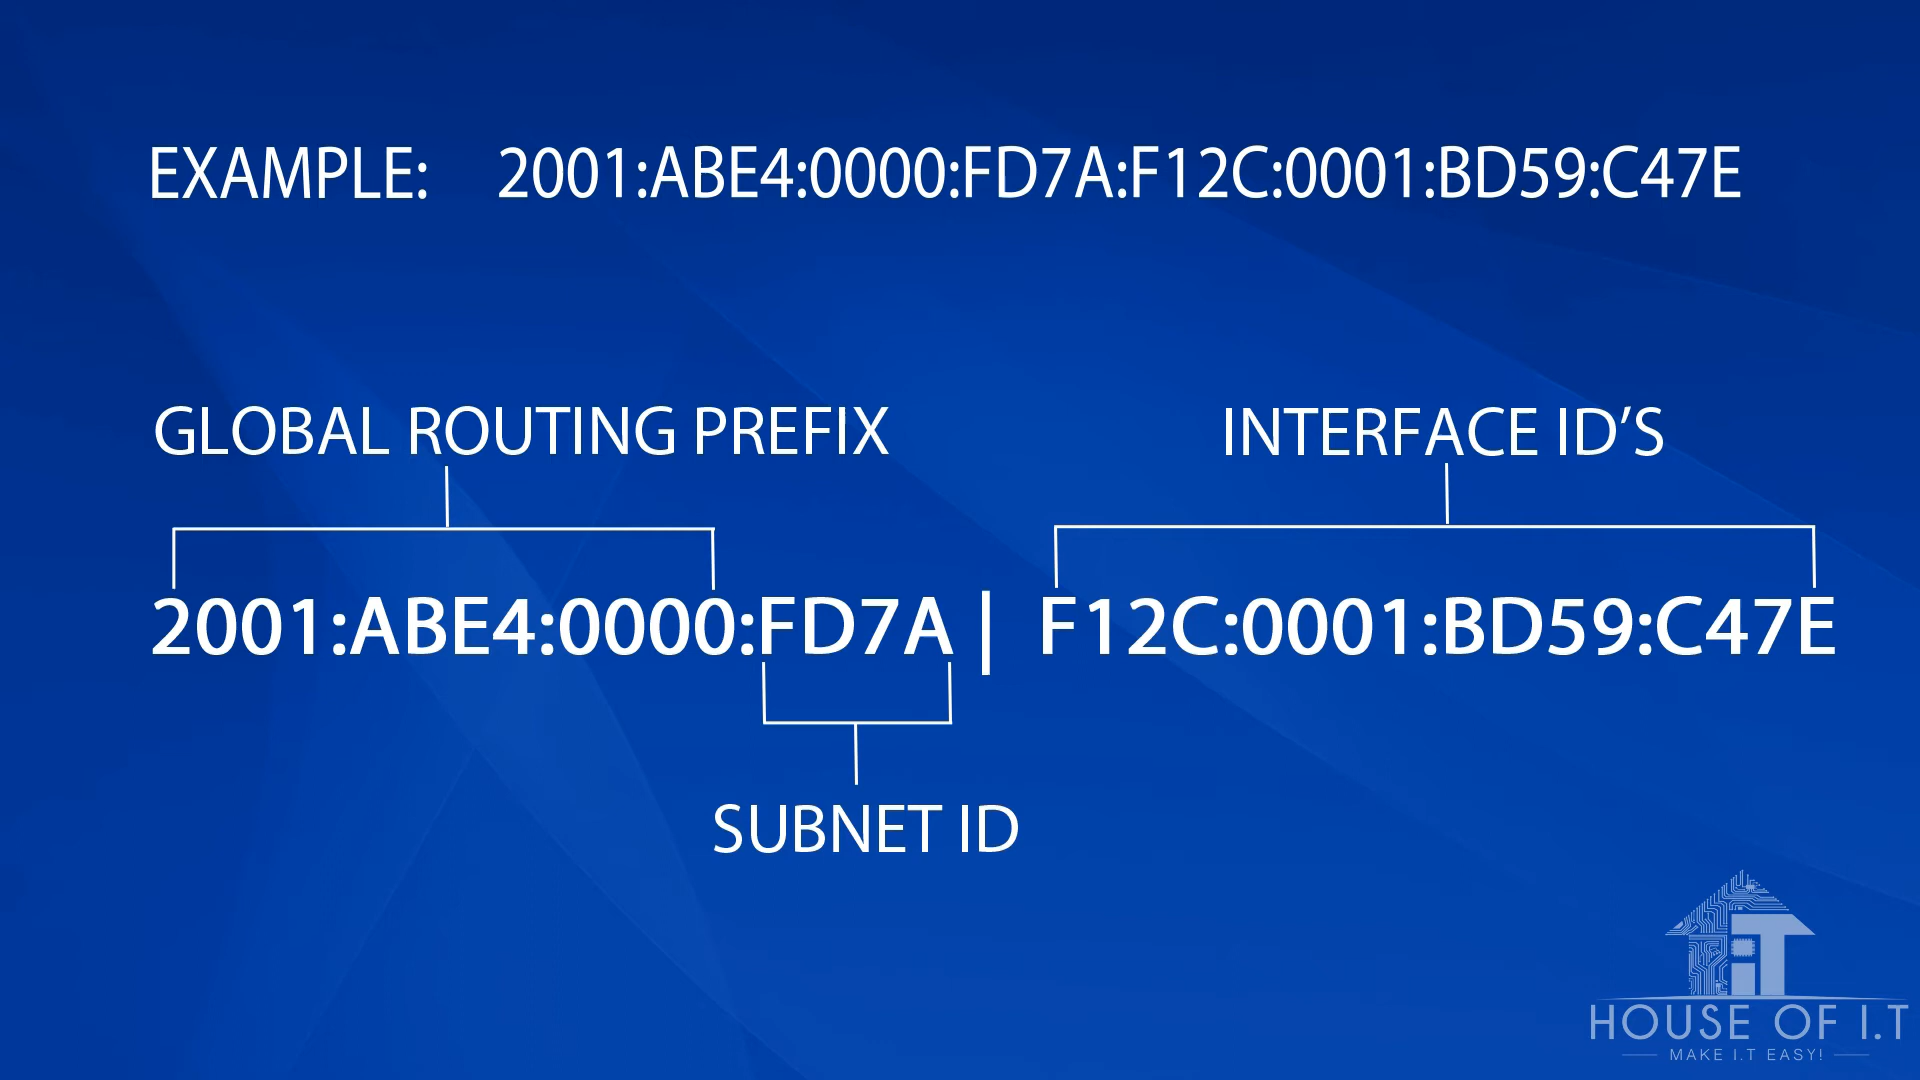 EXAMPLE: 2001:ABE4:0000:FD7A:F12C:0001:BD59:C47E
GLOBAL ROUTING PREFIX
INTERFACE ID’S
2001:ABE4:0000:FD7A | F12C:0001:BD59:C47E
SUBNET ID
iT
HOUSE OF I.T
MAKE I.T EASY!